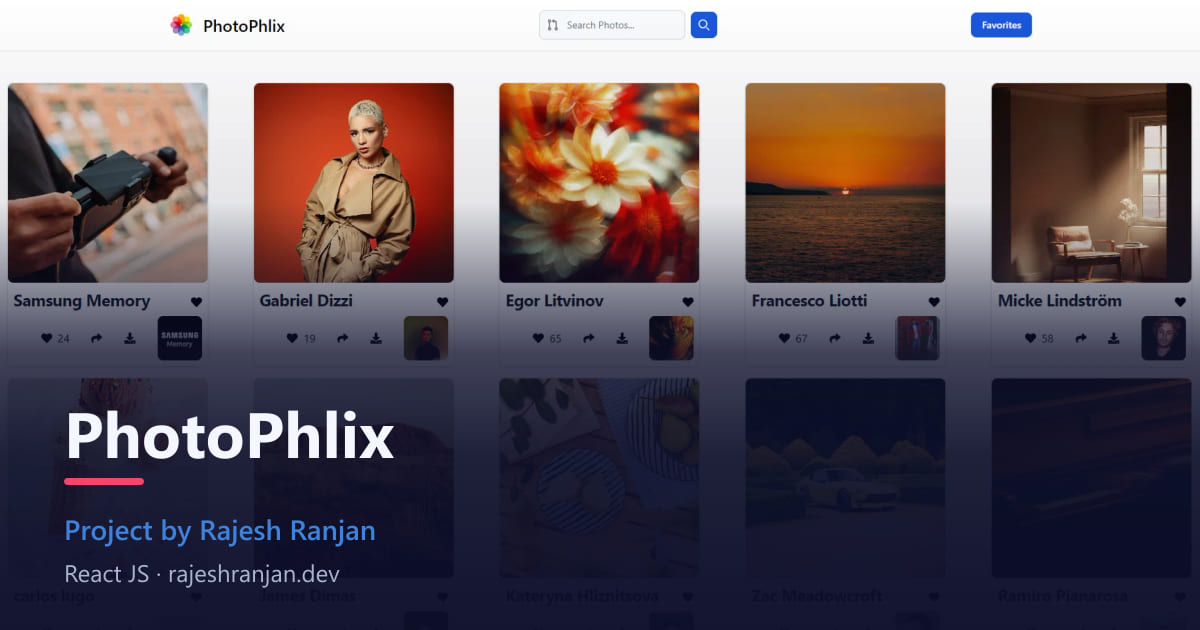 PhotoPhlix
Search Photos...
Favorites
Samsung Memory
Gabriel Dizzi
Egor Litvinov
Francesco Liotti
Micke Lindström
24
SAMSUNG
Memory
19
65
67
58
PhotoPhlix
Project by Rajesh Ranjan
React JS · rajeshranjan.dev
carlos lugo
James Dimas
Kateryna Hliznitsova
Zac Meadowcroft
Ramiro Pianarosa